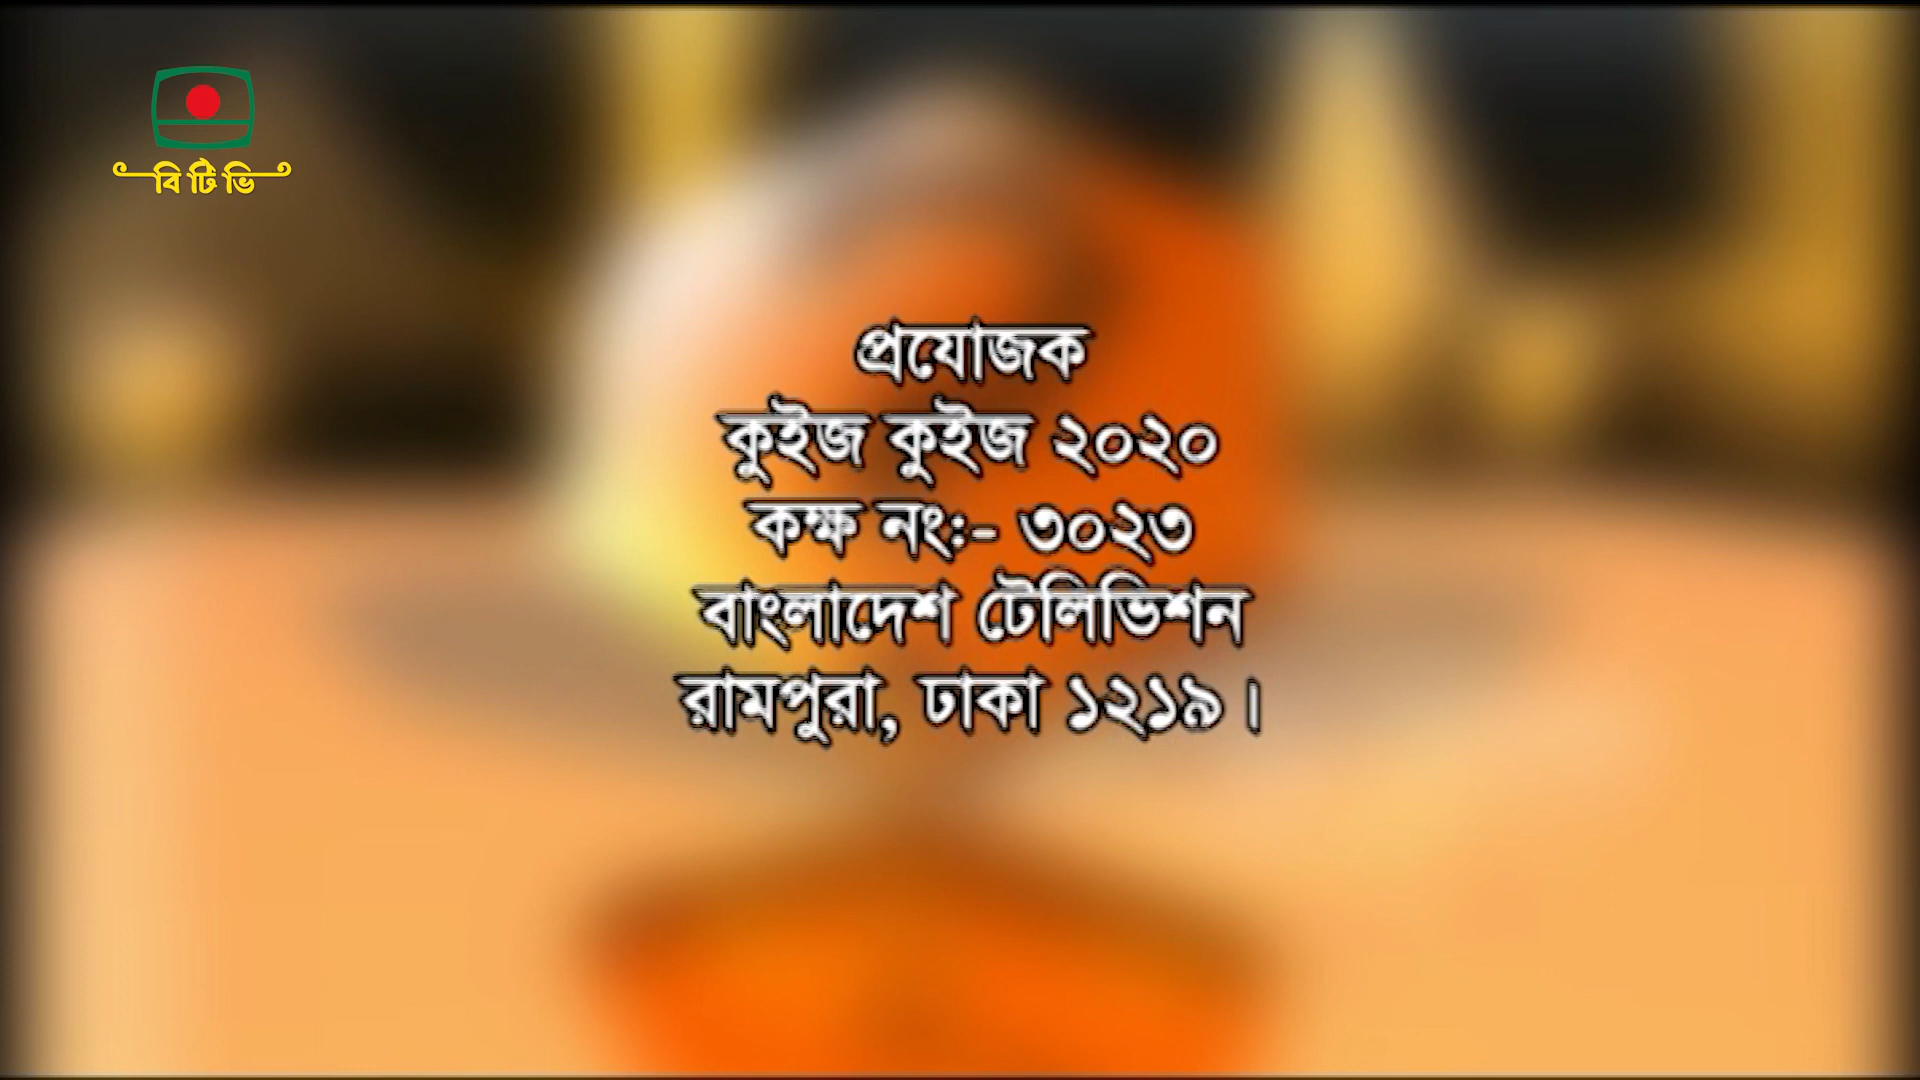 বিটিভি
প্রযোজক
কুইজ কুইজ ২০২০
কক্ষ নং:- ৩০২৩
বাংলাদেশ টেলিভিশন
রামপুরা, ঢাকা ১২১৯।